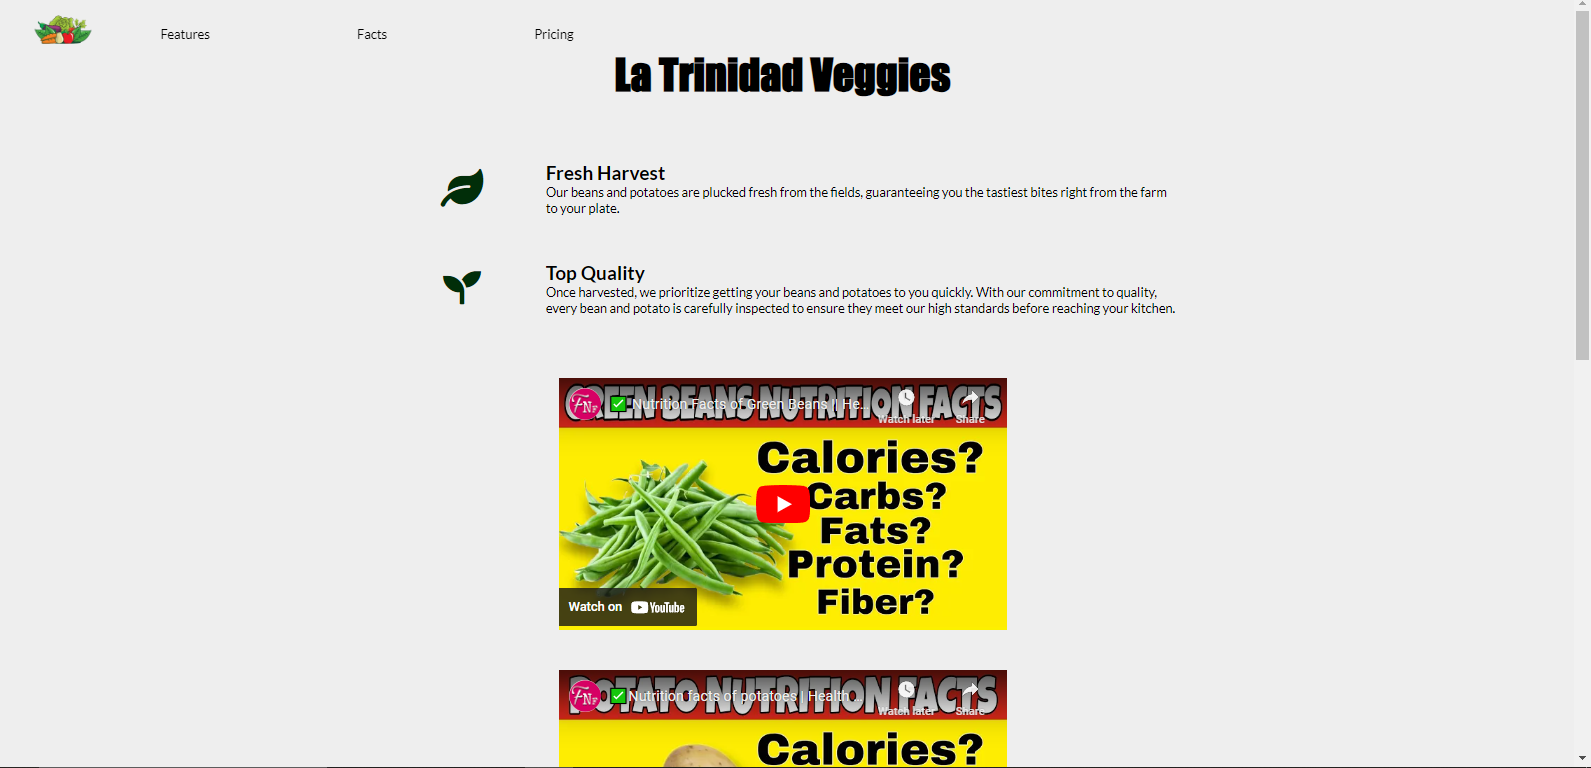 Features
Facts
Pricing
La Trinidad Veggies
Fresh Harvest
Our beans and potatoes are plucked fresh from the fields, guaranteeing you the tastiest bites right from the farm
to your plate.
Top Quality
Once harvested, we prioritize getting your beans and potatoes to you quickly. With our commitment to quality,
every bean and potato is carefully inspected to ensure they meet our high standards before reaching your kitchen.
GREEN BEANS NUTRITION FACTS
FNF
✅ Nutrition Facts of Green Beans || He...
Watch later
Share
Calories?
Carbs?
Fats?
Protein?
Fiber?
Watch on YouTube
POTATO NUTRITION FACTS
FNF
✅Nutrition facts of potatoes | Health ...
Watch later
Share
Calories?